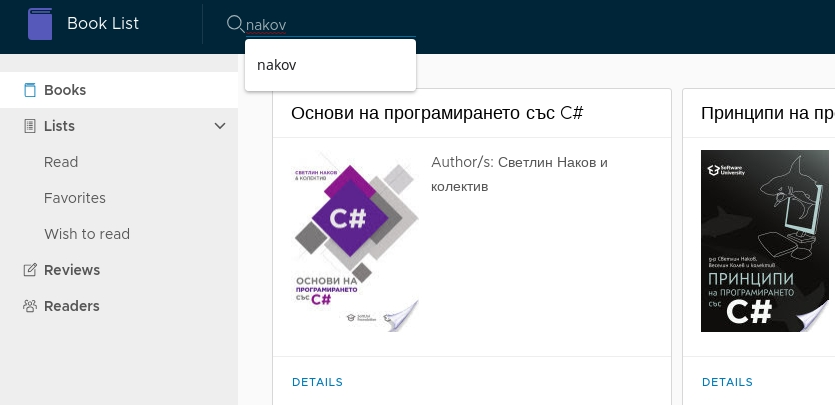 Book List
nakov
nakov
Books
Lists
Read
Favorites
Wish to read
Reviews
Readers
Основи на програмирането със C#
Author/s: Светлин Наков и
колектив
СВЕТЛИН НАКОВ
& КОЛЕКТИВ
C#
ОСНОВИ НА
ПРОГРАМИРАНЕТО
СЪС C#
DETAILS
Принципи на пр
Software
University
д-р Светлин Наков,
Веселин Колев и колектив
ПРИНЦИПИ
НА ПРОГРАМИРАНЕТО
СЪС
C#
DETAILS